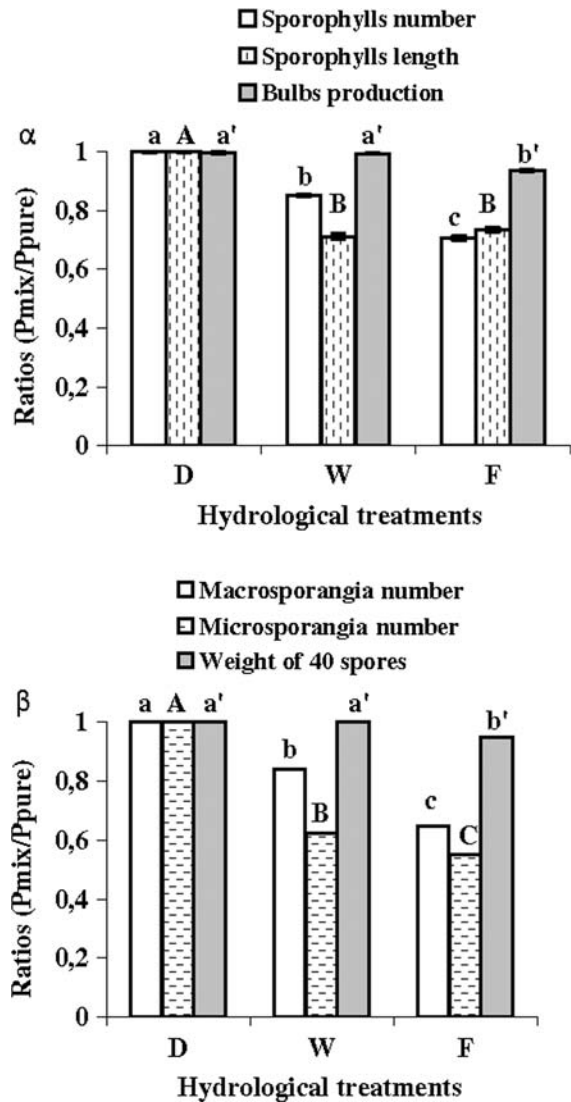 Sporophylls number
Sporophylls length
Bulbs production
α
a A a' b B a' c B b'
1
0,8
0,6
0,4
0,2
0
Ratios (Pmix/Ppure)
D W F
Hydrological treatments
Macrosporangia number
Microsporangia number
Weight of 40 spores
β
a A a' b B a' c C b'
1
0,8
0,6
0,4
0,2
0
Ratios (Pmix/Ppure)
D W F
Hydrological treatments